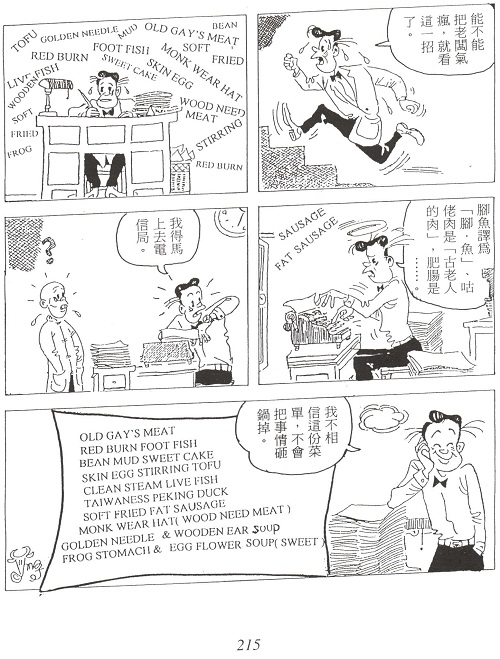 能不能
把老闆氣
瘋,就看
這一招
了。
TOFU
GOLDEN NEEDLE
MUD
OLD GAY'S MEAT
BEAN
FOOT FISH
SOFT
FRIED
RED BURN
SWEET CAKE
MONK WEAR HAT
LIVE FISH
SKIN EGG
WOODEN
WOOD NEED MEAT
SOFT
FRIED
STIRRING
FROG
RED BURN
腳魚譯為
「腳.魚」、咕
佬肉是「古老人
的肉」,肥腸是
……。
SAUSAGE
FAT SAUSAGE
我得馬
上去電
信局。
?
我不相
信這份菜
單,不會
把事情砸
鍋掉。
OLD GAY'S MEAT
RED BURN FOOT FISH
BEAN MUD SWEET CAKE
SKIN EGG STIRRING TOFU
CLEAN STEAM LIVE FISH
TAIWANESS PEKING DUCK
SOFT FRIED FAT SAUSAGE
MONK WEAR HAT( WOOD NEED MEAT )
GOLDEN NEEDLE & WOODEN EAR SOUP
FROG STOMACH & EGG FLOWER SOUP( SWEET )
215